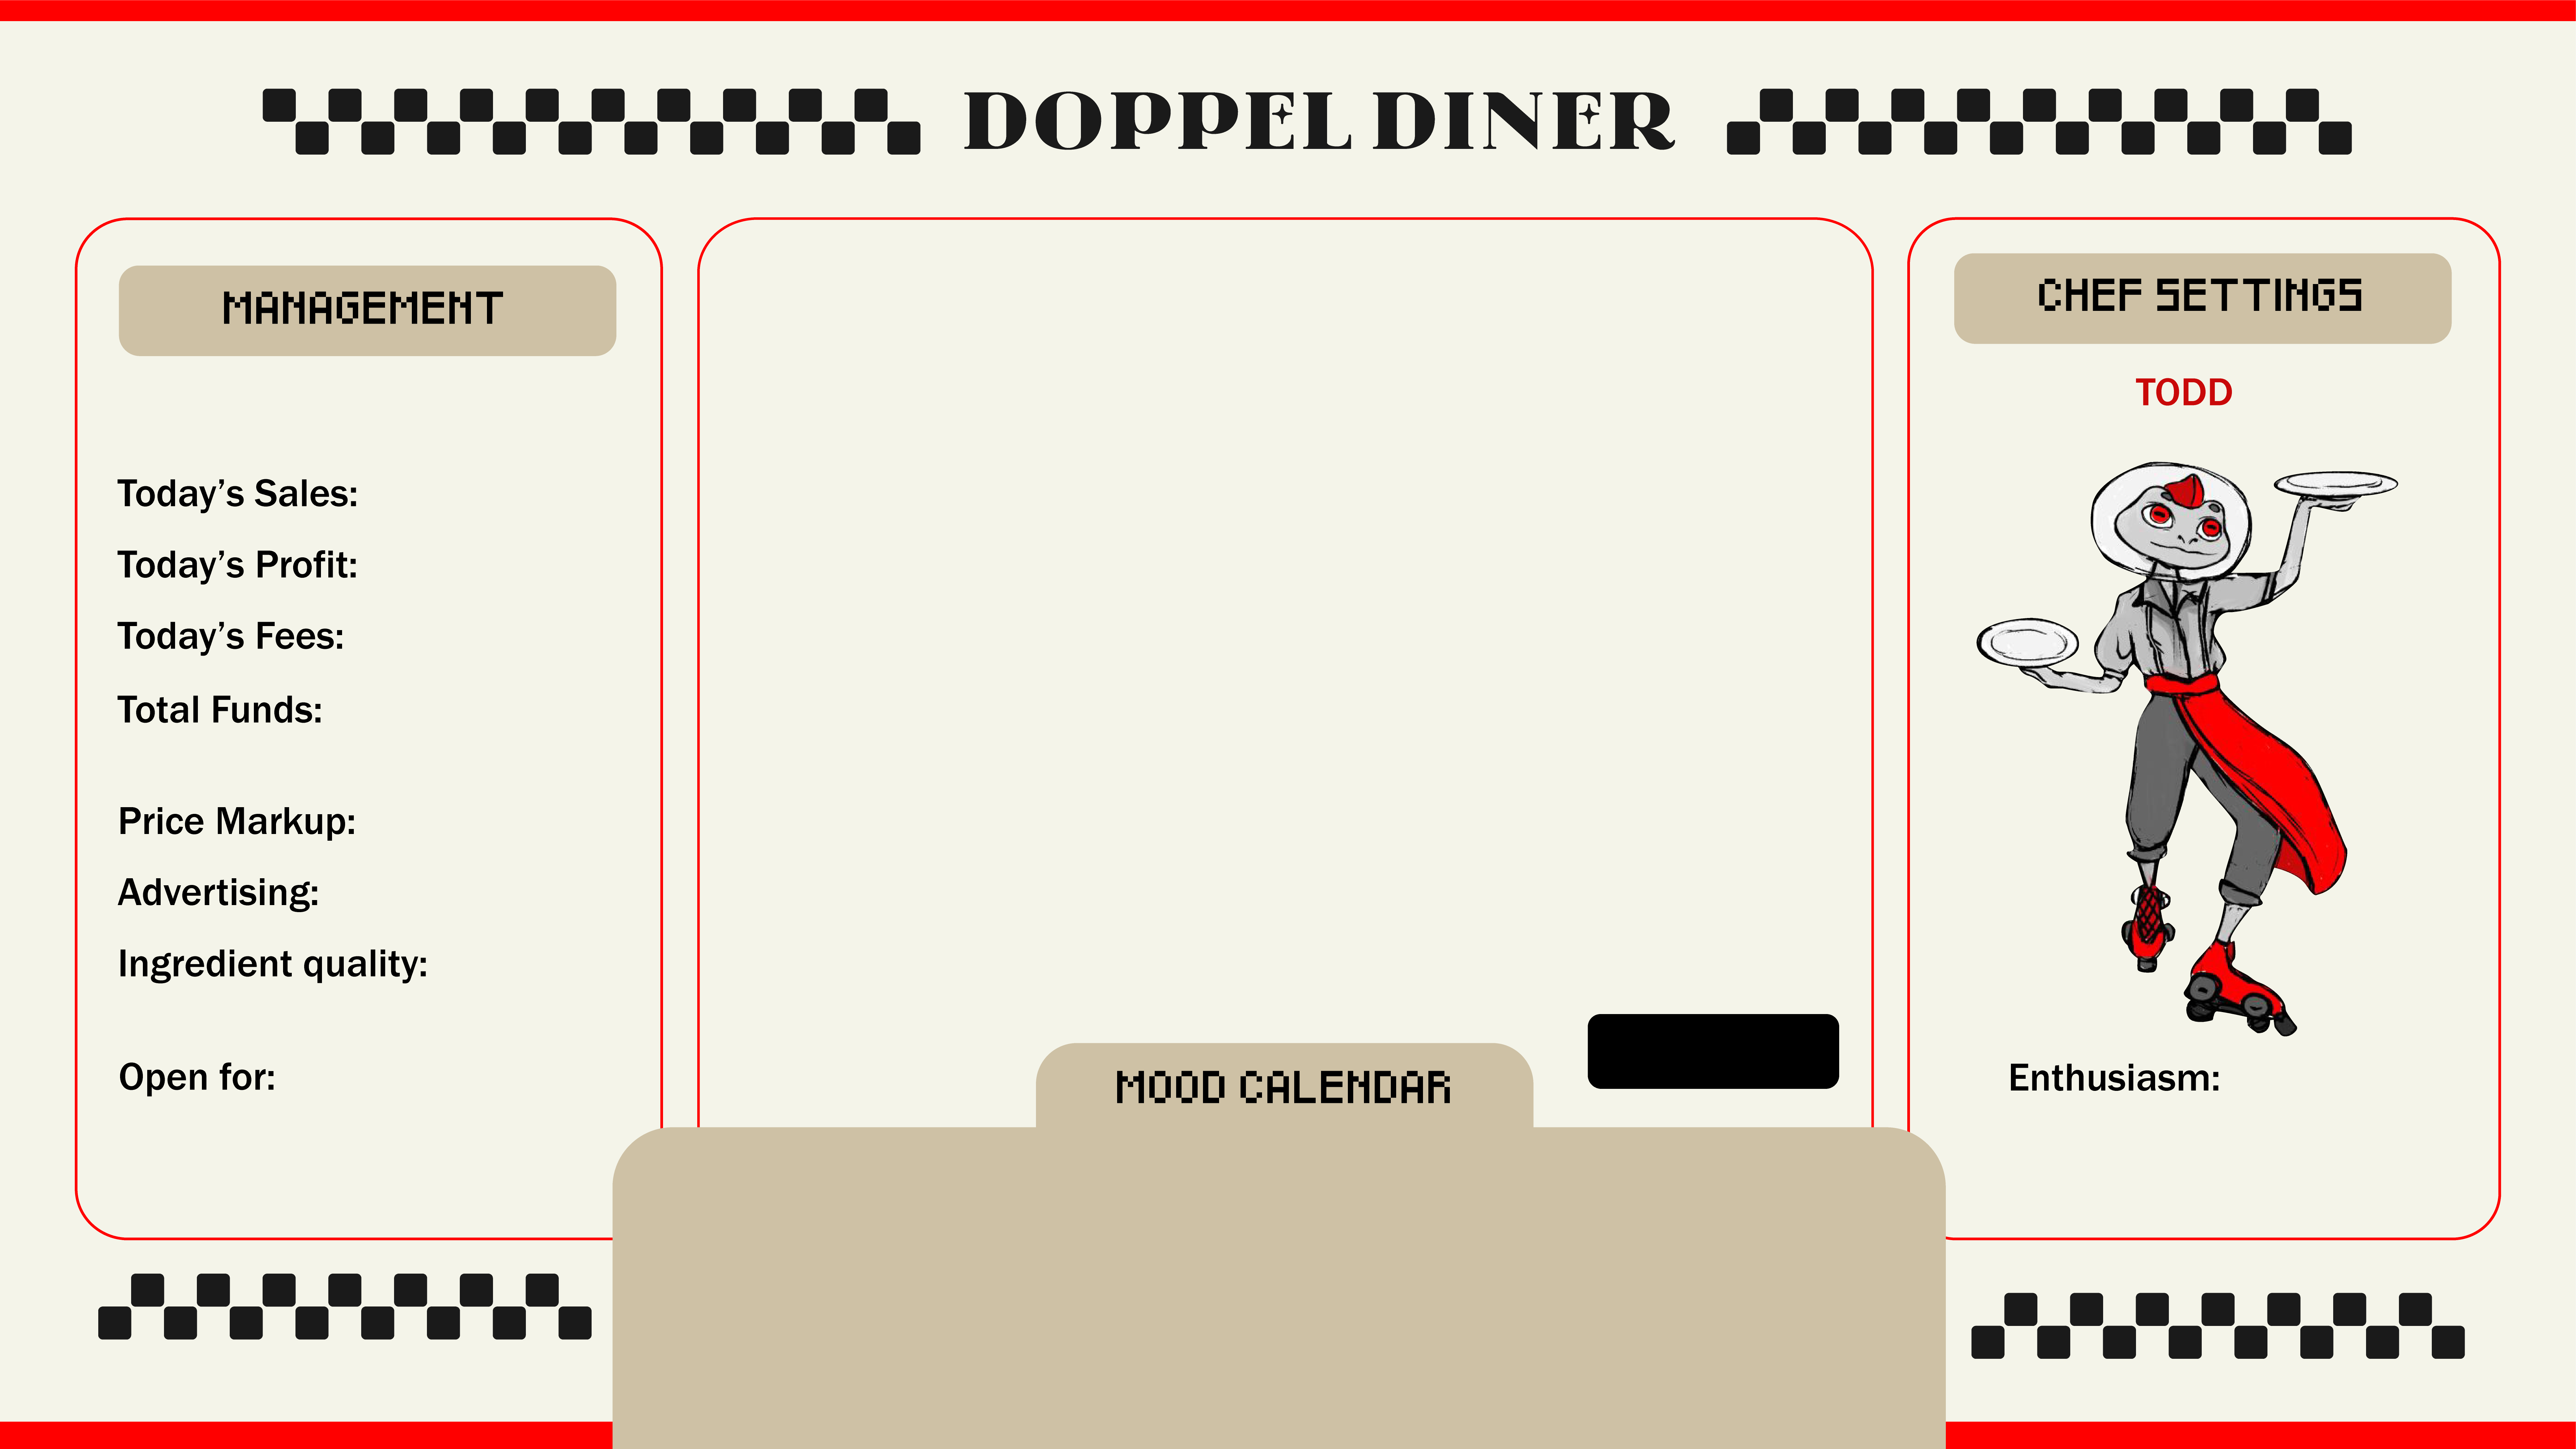 DOPPEL DINER
MANAGEMENT
Today’s Sales:
Today’s Profit:
Today’s Fees:
Total Funds:
Price Markup:
Advertising:
Ingredient quality:
Open for:
MOOD CALENDAR
CHEF SETTINGS
TODD
Enthusiasm: